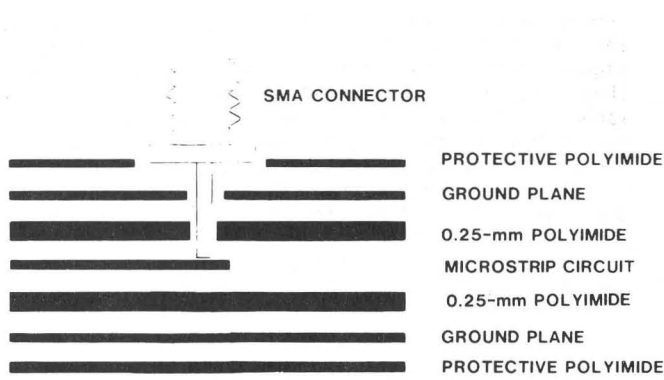 SMA CONNECTOR
PROTECTIVE POLYIMIDE
GROUND PLANE
0.25-mm POLYIMIDE
MICROSTRIP CIRCUIT
0.25-mm POLYIMIDE
GROUND PLANE
PROTECTIVE POLYIMIDE